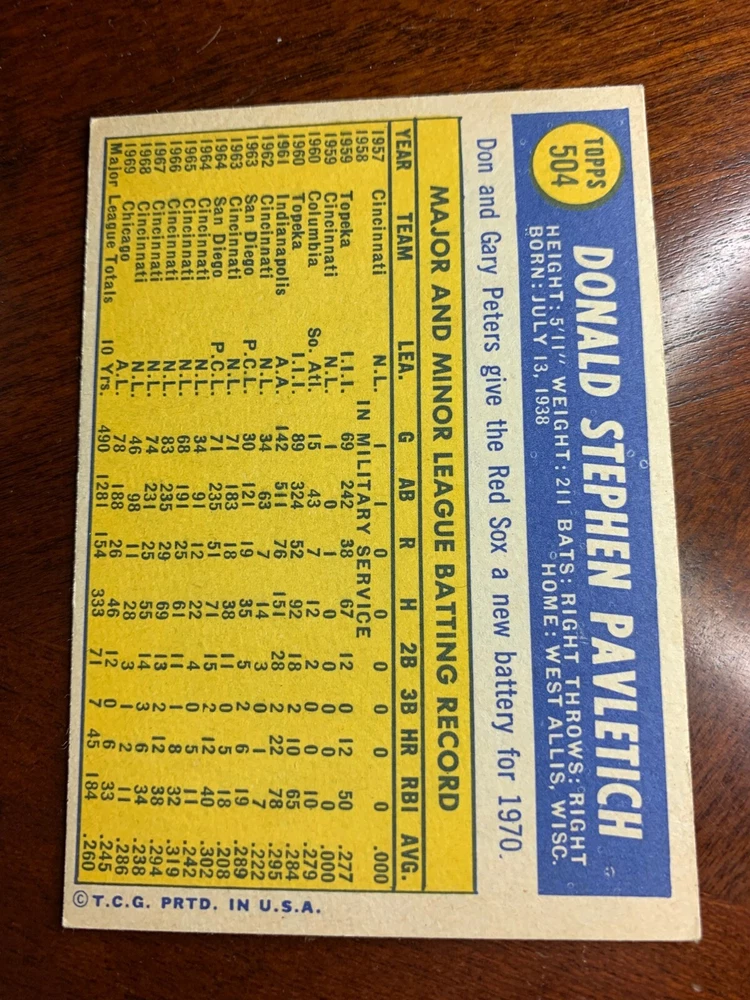 TOPPS
504
DONALD STEPHEN PAVLETICH
HEIGHT: 5'11" WEIGHT: 211 BATS: RIGHT THROWS: RIGHT
BORN: JULY 13, 1938 HOME: WEST ALLIS, WISC.
Don and Gary Peters give the Red Sox a new battery for 1970.
MAJOR AND MINOR LEAGUE BATTING RECORD
YEAR TEAM LEA. G AB R H 2B 3B HR RBI AVG.
1957 Cincinnati N.L. 1 1 0 0 0 0 0 0 .000
1958 IN MILITARY SERVICE
1959 Topeka I.I.I. 69 242 38 67 12 0 12 50 .277
1959 Cincinnati N.L. 1 0 1 0 0 0 0 0 .000
1960 Columbia So. Atl. 15 43 7 12 2 0 0 10 .279
1960 Topeka I.I.I 89 324 52 92 18 2 10 65 .284
1961 Indianapolis A.A. 142 511 76 151 28 2 22 78 .295
1962 Cincinnati N.L. 34 63 7 14 3 0 1 7 .222
1963 San Diego P.C.L. 30 121 19 35 5 2 6 19 .289
1963 Cincinnati N.L. 71 183 18 38 11 0 5 18 .208
1964 San Diego P.C.L. 71 235 51 71 15 2 12 40 .302
1964 Cincinnati N.L. 34 91 12 22 4 0 5 11 .242
1965 Cincinnati N.L. 68 191 25 61 11 1 8 32 .319
1966 Cincinnati N.L. 83 235 29 69 13 2 12 38 .294
1967 Cincinnati N.L. 74 231 25 55 14 3 6 34 .238
1968 Cincinnati N.L. 46 98 11 28 3 1 2 11 .286
1969 Chicago A.L. 78 188 26 46 12 0 6 33 .245
Major League Totals 10 Yrs. 490 1281 154 333 71 7 45 184 .260
© T.C.G. PRTD. IN U.S.A.